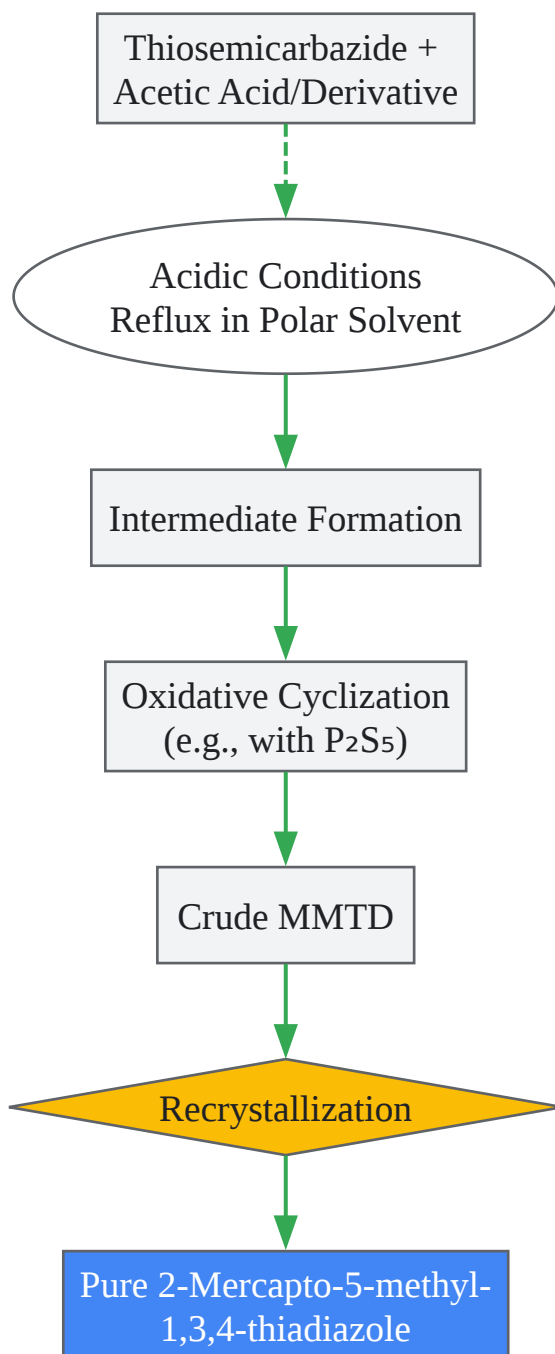 Thiosemicarbazide +
Acetic Acid/Derivative
Acidic Conditions
Reflux in Polar Solvent
Intermediate Formation
Oxidative Cyclization
(e.g., with P₂S₅)
Crude MMTD
Recrystallization
Pure 2-Mercapto-5-methyl-
1,3,4-thiadiazole